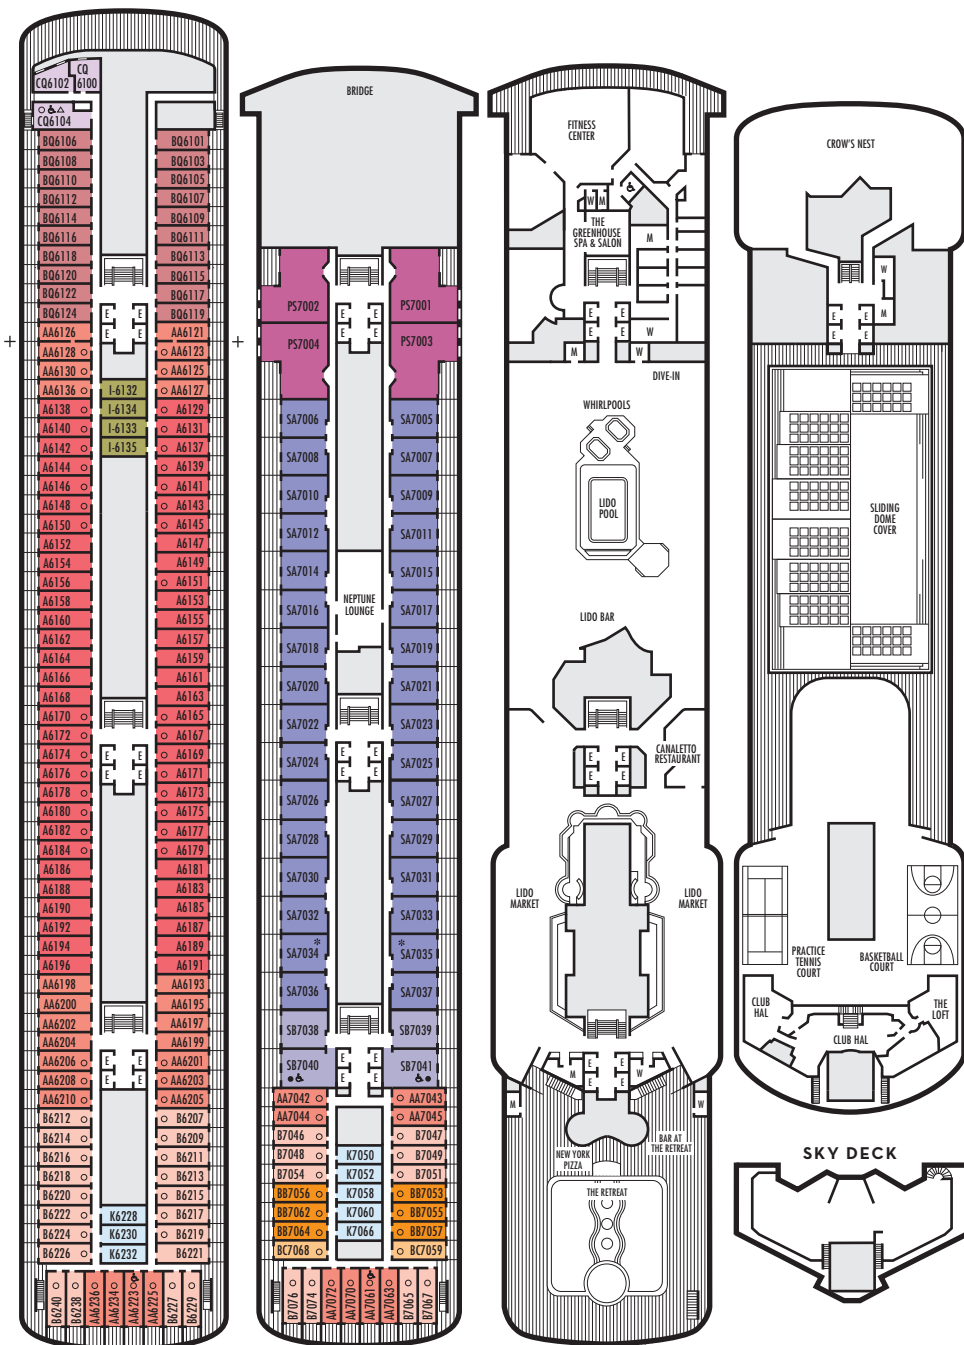 CQ6102
CQ
6100
CQ6104
BQ6106
BQ6108
BQ6110
BQ6112
BQ6114
BQ6116
BQ6118
BQ6120
BQ6122
BQ6124
AA6126
AA6128
AA6130
AA6136
A6138
A6140
A6142
A6144
A6146
A6148
A6150
A6152
A6154
A6156
A6158
A6160
A6162
A6164
A6166
A6168
A6170
A6172
A6174
A6176
A6178
A6180
A6182
A6184
A6186
A6188
A6190
A6192
A6194
A6196
AA6198
AA6200
AA6202
AA6204
AA6206
AA6208
AA6210
B6212
B6214
B6216
B6218
B6220
B6222
B6224
B6226
E
E
E
E
I-6132
I-6134
I-6133
I-6135
E
E
E
E
E
E
E
E
K6228
K6230
K6232
BQ6101
BQ6103
BQ6105
BQ6107
BQ6109
BQ6111
BQ6113
BQ6115
BQ6117
BQ6119
AA6121
AA6123
AA6125
AA6127
A6129
A6131
A6137
A6139
A6141
A6143
A6145
A6147
A6149
A6151
A6153
A6155
A6157
A6159
A6161
A6163
A6165
A6167
A6169
A6171
A6173
A6175
A6177
A6179
A6181
A6183
A6185
A6187
A6189
A6191
AA6193
AA6195
AA6197
AA6199
AA6201
AA6203
AA6205
B6207
B6209
B6211
B6213
B6215
B6217
B6219
B6221
B6240
B6238
AA6236
AA6234
AA6223
AA6225
B6227
B6229
BRIDGE
PS7002
PS7004
SA7006
SA7008
SA7010
SA7012
SA7014
SA7016
SA7018
SA7020
SA7022
SA7024
SA7026
SA7028
SA7030
SA7032
SA7034 *
SA7036
SB7038
SB7040
AA7042
AA7044
B7046
B7048
B7054
BB7056
BB7062
BB7064
BC7068
E
E
E
E
NEPTUNE
LOUNGE
E
E
E
E
E
E
E
E
K7050
K7052
K7058
K7060
K7066
PS7001
PS7003
SA7005
SA7007
SA7009
SA7011
SA7015
SA7017
SA7019
SA7021
SA7023
SA7025
SA7027
SA7029
SA7031
SA7033
* SA7035
SA7037
SB7039
SB7041
AA7043
AA7045
B7047
B7049
B7051
BB7053
BB7055
BB7057
BC7059
B7076
B7074
AA7072
AA7070
AA7061
AA7063
B7065
B7067
FITNESS
CENTER
W
M
THE
GREENHOUSE
SPA & SALON
M
E
E
E
E
W
M
W
DIVE-IN
WHIRLPOOLS
LIDO
POOL
LIDO BAR
CANALETTO
RESTAURANT
E
E
E
E
LIDO
MARKET
LIDO
MARKET
E
E
E
E
M
W
M
W
NEW YORK
PIZZA
BAR AT
THE RETREAT
THE RETREAT
CROW'S NEST
W
M
E
E
E
E
SLIDING
DOME
COVER
PRACTICE
TENNIS
COURT
BASKETBALL
COURT
CLUB
HAL
THE
LOFT
CLUB HAL
SKY DECK